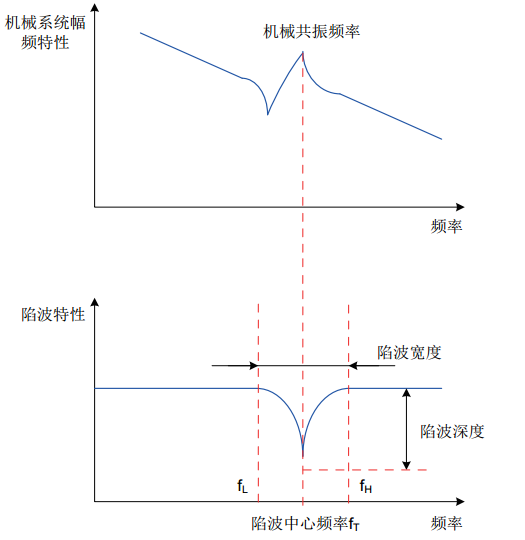 机械系统幅
频特性
机械共振频率
频率
陷波特性
陷波宽度
陷波深度
fL
fH
陷波中心频率fT
频率